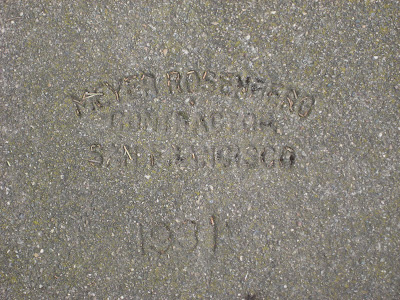 MEYER ROSENBERG
CONTRACTOR
SAN FRANCISCO
1931